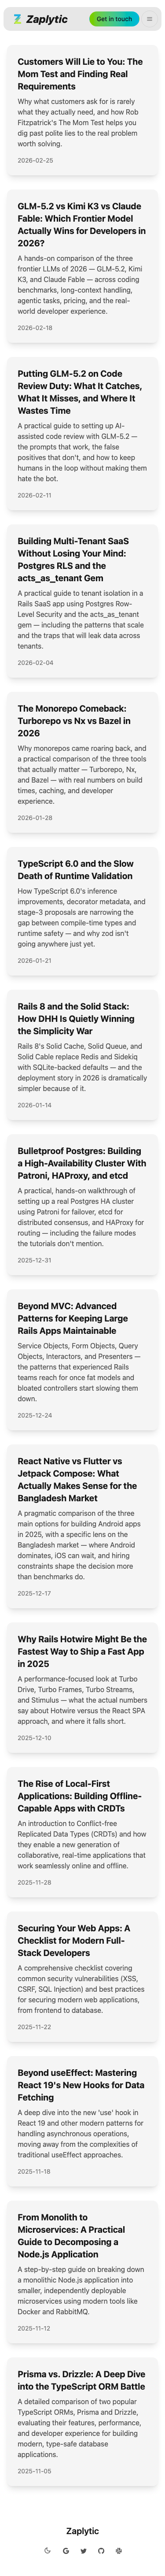 Zaplytic
Get in touch
Customers Will Lie to You: The
Mom Test and Finding Real
Requirements
Why what customers ask for is rarely
what they actually need, and how Rob
Fitzpatrick's The Mom Test helps you
dig past polite lies to the real problem
worth solving.
2026-02-25
GLM-5.2 vs Kimi K3 vs Claude
Fable: Which Frontier Model
Actually Wins for Developers in
2026?
A hands-on comparison of the three
frontier LLMs of 2026 — GLM-5.2, Kimi
K3, and Claude Fable — across coding
benchmarks, long-context handling,
agentic tasks, pricing, and the real-
world developer experience.
2026-02-18
Putting GLM-5.2 on Code
Review Duty: What It Catches,
What It Misses, and Where It
Wastes Time
A practical guide to setting up AI-
assisted code review with GLM-5.2 —
the prompts that work, the false
positives that don't, and how to keep
humans in the loop without making them
hate the bot.
2026-02-11
Building Multi-Tenant SaaS
Without Losing Your Mind:
Postgres RLS and the
acts_as_tenant Gem
A practical guide to tenant isolation in a
Rails SaaS app using Postgres Row-
Level Security and the acts_as_tenant
gem — including the patterns that scale
and the traps that will leak data across
tenants.
2026-02-04
The Monorepo Comeback:
Turborepo vs Nx vs Bazel in
2026
Why monorepos came roaring back, and
a practical comparison of the three tools
that actually matter — Turborepo, Nx,
and Bazel — with real numbers on build
times, caching, and developer
experience.
2026-01-28
TypeScript 6.0 and the Slow
Death of Runtime Validation
How TypeScript 6.0's inference
improvements, decorator metadata, and
stage-3 proposals are narrowing the
gap between compile-time types and
runtime safety — and why zod isn't
going anywhere just yet.
2026-01-21
Rails 8 and the Solid Stack:
How DHH Is Quietly Winning
the Simplicity War
Rails 8's Solid Cache, Solid Queue, and
Solid Cable replace Redis and Sidekiq
with SQLite-backed defaults — and the
deployment story in 2026 is dramatically
simpler because of it.
2026-01-14
Bulletproof Postgres: Building
a High-Availability Cluster With
Patroni, HAProxy, and etcd
A practical, hands-on walkthrough of
setting up a real Postgres HA cluster
using Patroni for failover, etcd for
distributed consensus, and HAProxy for
routing — including the failure modes
the tutorials don't mention.
2025-12-31
Beyond MVC: Advanced
Patterns for Keeping Large
Rails Apps Maintainable
Service Objects, Form Objects, Query
Objects, Interactors, and Presenters —
the patterns that experienced Rails
teams reach for once fat models and
bloated controllers start slowing them
down.
2025-12-24
React Native vs Flutter vs
Jetpack Compose: What
Actually Makes Sense for the
Bangladesh Market
A pragmatic comparison of the three
main options for building Android apps
in 2025, with a specific lens on the
Bangladesh market — where Android
dominates, iOS can wait, and hiring
constraints shape the decision more
than benchmarks do.
2025-12-17
Why Rails Hotwire Might Be the
Fastest Way to Ship a Fast App
in 2025
A performance-focused look at Turbo
Drive, Turbo Frames, Turbo Streams,
and Stimulus — what the actual numbers
say about Hotwire versus the React SPA
approach, and where it falls short.
2025-12-10
The Rise of Local-First
Applications: Building Offline-
Capable Apps with CRDTs
An introduction to Conflict-free
Replicated Data Types (CRDTs) and how
they enable a new generation of
collaborative, real-time applications that
work seamlessly online and offline.
2025-11-28
Securing Your Web Apps: A
Checklist for Modern Full-
Stack Developers
A comprehensive checklist covering
common security vulnerabilities (XSS,
CSRF, SQL Injection) and best practices
for securing modern web applications,
from frontend to database.
2025-11-22
Beyond useEffect: Mastering
React 19's New Hooks for Data
Fetching
A deep dive into the new 'use' hook in
React 19 and other modern patterns for
handling asynchronous operations,
moving away from the complexities of
traditional useEffect approaches.
2025-11-18
From Monolith to
Microservices: A Practical
Guide to Decomposing a
Node.js Application
A step-by-step guide on breaking down
a monolithic Node.js application into
smaller, independently deployable
microservices using modern tools like
Docker and RabbitMQ.
2025-11-12
Prisma vs. Drizzle: A Deep Dive
into the TypeScript ORM Battle
A detailed comparison of two popular
TypeScript ORMs, Prisma and Drizzle,
evaluating their features, performance,
and developer experience for building
modern, type-safe database
applications.
2025-11-05
Zaplytic